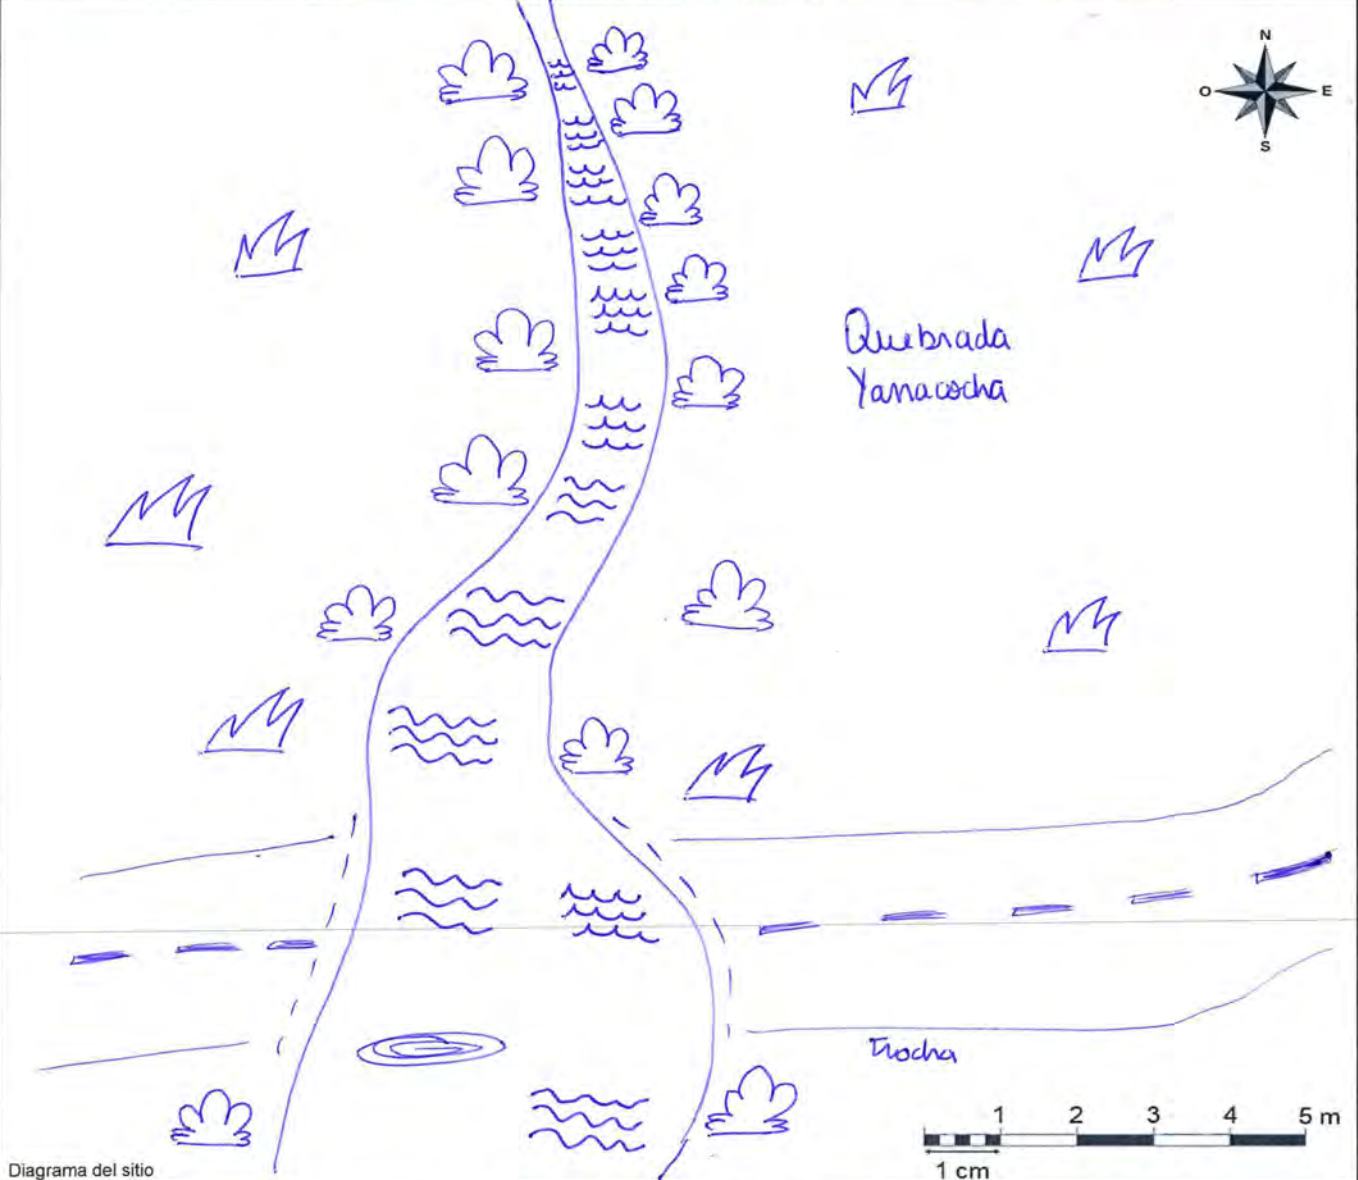 N
O E
S
Quebrada
Yanacocha
Trocha
1 2 3 4 5 m
1 cm
Diagrama del sitio